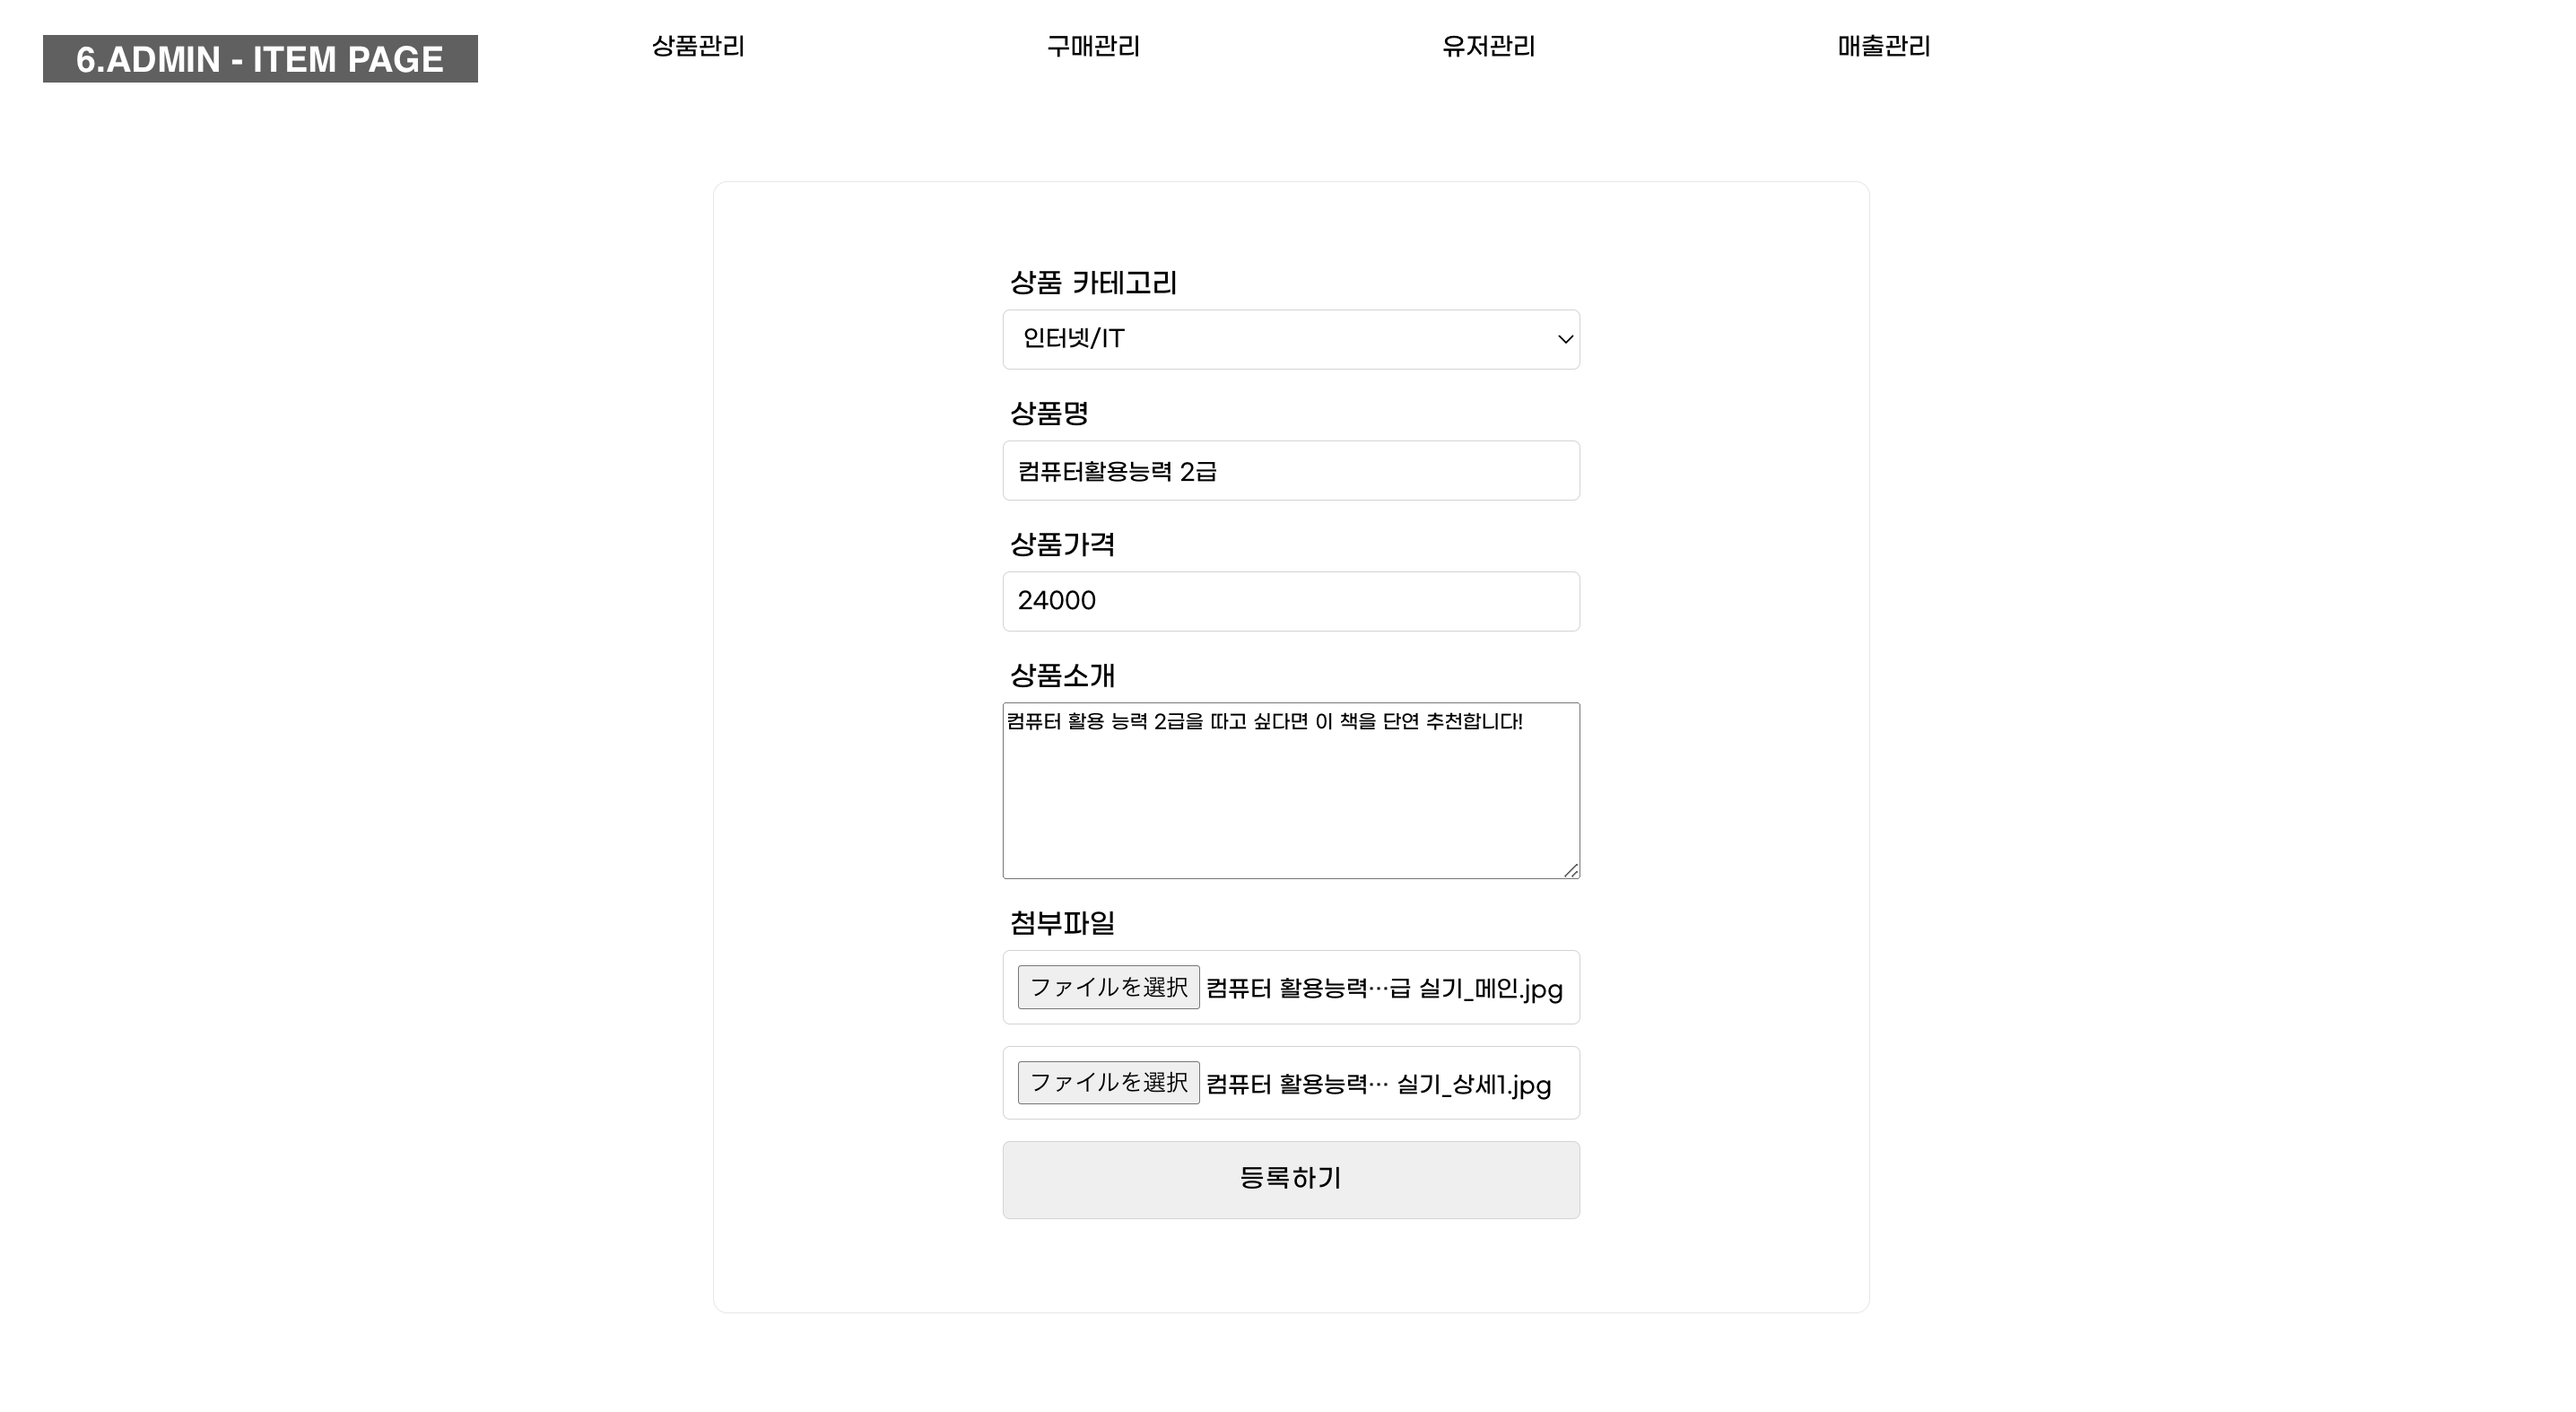 6.ADMIN - ITEM PAGE
상품관리
구매관리
유저관리
매출관리
상품 카테고리
인터넷/IT
상품명
컴퓨터활용능력 2급
상품가격
24000
상품소개
컴퓨터 활용 능력 2급을 따고 싶다면 이 책을 단연 추천합니다!
첨부파일
ファイルを選択 컴퓨터 활용능력…급 실기_메인.jpg
ファイルを選択 컴퓨터 활용능력… 실기_상세1.jpg
등록하기